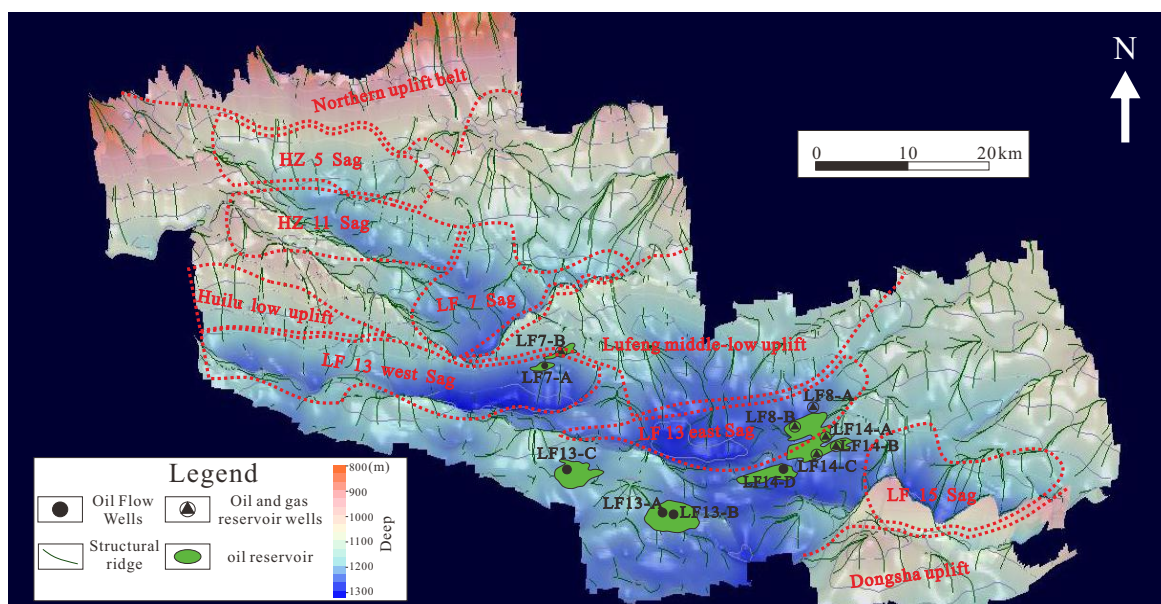 N
Northern uplift belt
0 10 20km
HZ 5 Sag
HZ 11 Sag
LF 7 Sag
Huilu low uplift
LF 13 west Sag
LF7-B
LF7-A
Lufeng middle-low uplift
LF8-A
LF8-B
LF14-A
LF14-B
LF 13 east Sag
LF14-C
LF14-D
LF13-C
LF 15 Sag
LF13-A
LF13-B
Dongsha uplift
Legend
Oil Flow
Wells
Oil and gas
reservoir wells
Structural
ridge
oil reservoir
800(m)
-900
-1000
-1100
-1200
-1300
Deep